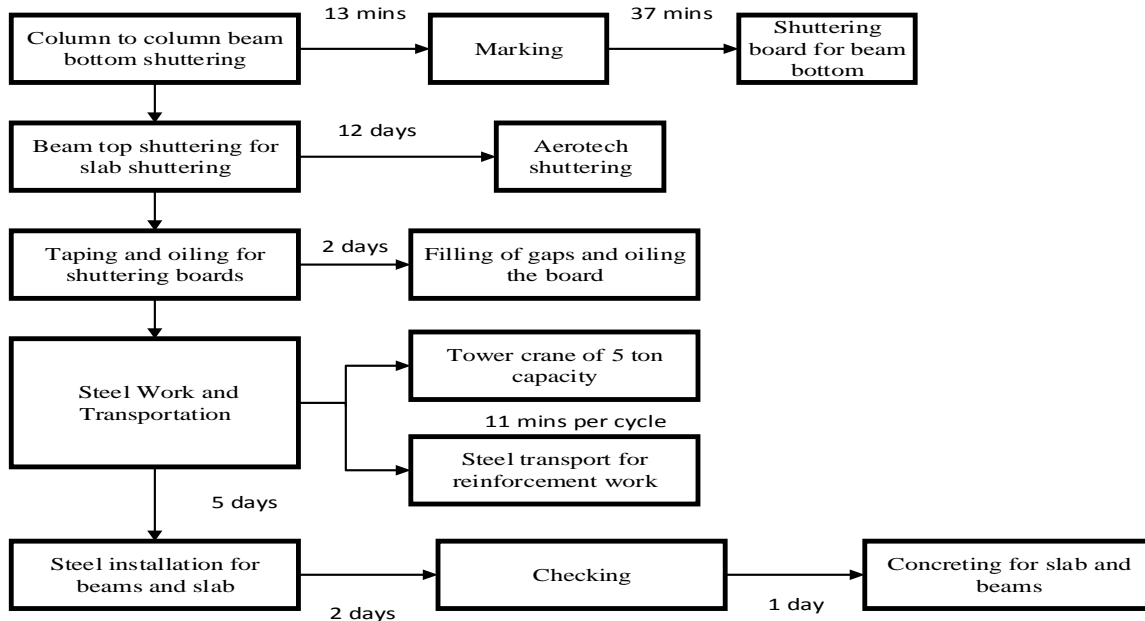 13 mins
37 mins
Column to column beam
bottom shuttering
Marking
Shuttering
board for beam
bottom
12 days
Beam top shuttering for
slab shuttering
Aerotech
shuttering
2 days
Taping and oiling for
shuttering boards
Filling of gaps and oiling
the board
Steel Work and
Transportation
Tower crane of 5 ton
capacity
11 mins per cycle
Steel transport for
reinforcement work
5 days
Steel installation for
beams and slab
Checking
Concreting for slab and
beams
2 days
1 day